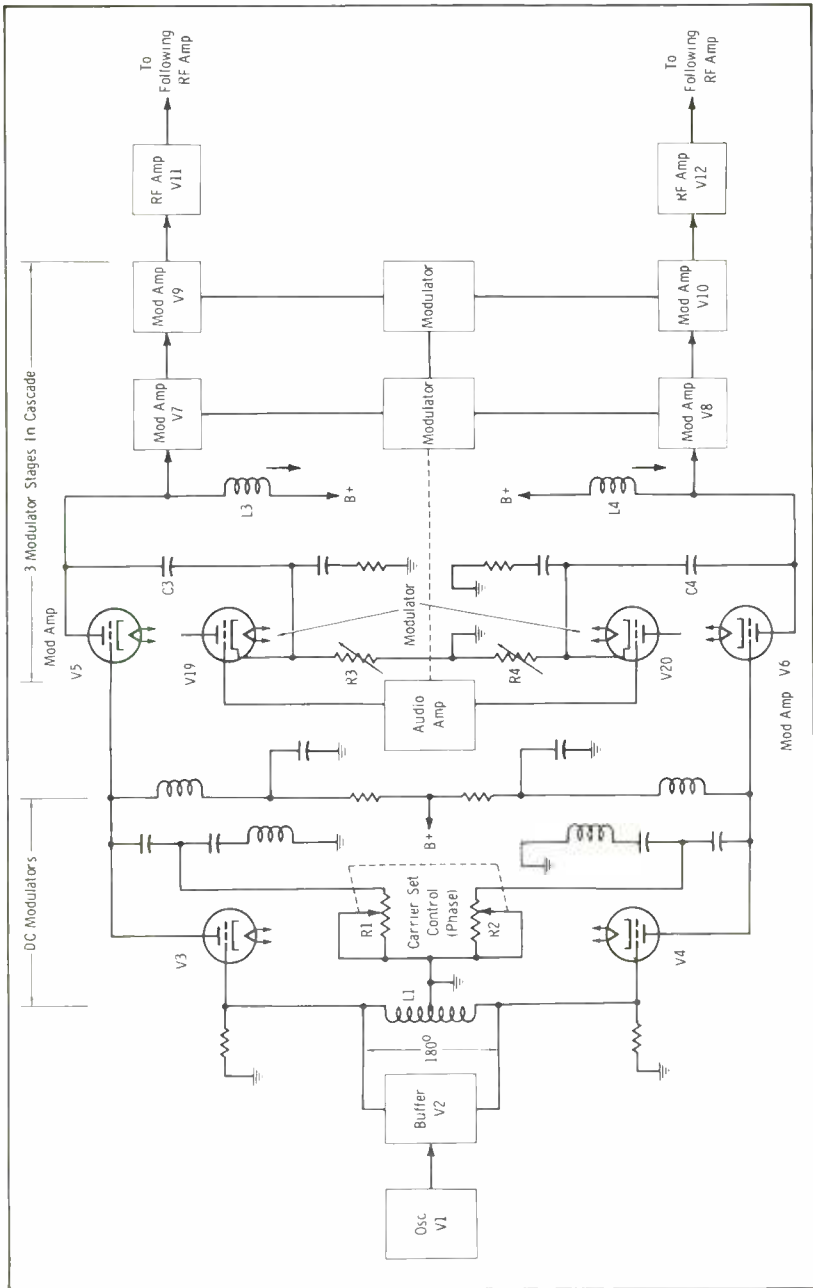 DC Modulators
3 Modulator Stages In Cascade
Osc
V1
Buffer
V2
180°
L1
V3
V4
R1
Carrier Set
Control
(Phase)
R2
B+
Mod Amp
V5
V19
Modulator
C3
R3
Audio
Amp
R4
V20
C4
V6
Mod Amp
L3
B+
B+
L4
Mod Amp
V7
Mod Amp
V9
RF Amp
V11
To
Following
RF Amp
Modulator
Modulator
Mod Amp
V8
Mod Amp
V10
RF Amp
V12
To
Following
RF Amp